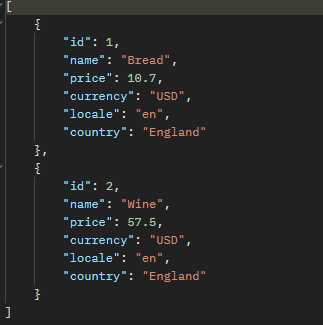 [
{
"id": 1,
"name": "Bread",
"price": 10.7,
"currency": "USD",
"locale": "en",
"country": "England"
},
{
"id": 2,
"name": "Wine",
"price": 57.5,
"currency": "USD",
"locale": "en",
"country": "England"
}
]